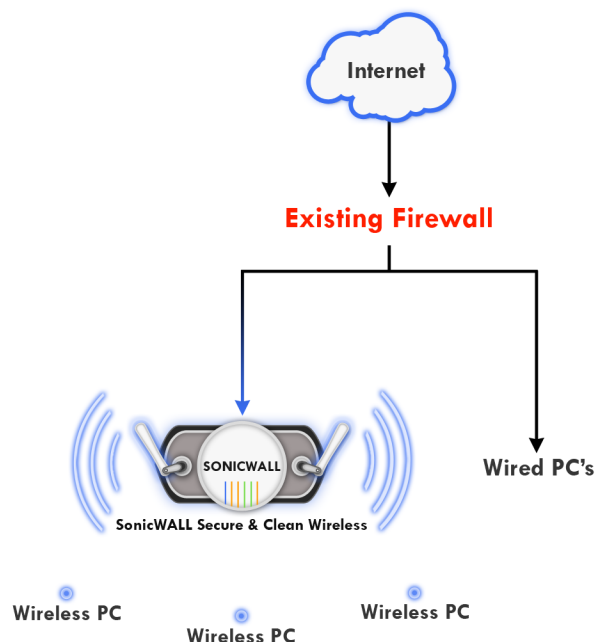 Internet
Existing Firewall
SONICWALL
Wired PC's
SonicWALL Secure & Clean Wireless
Wireless PC
Wireless PC
Wireless PC